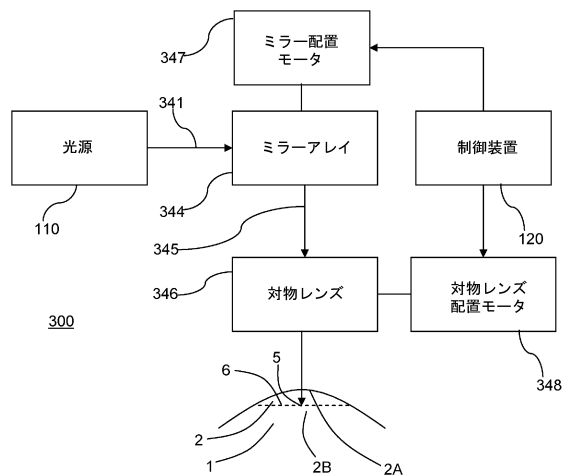 ミラー配置
モータ
347
341
光源
ミラーアレイ
制御装置
110
344
345
120
346
対物レンズ
対物レンズ
配置モータ
300
348
5
6
2
1
2B
2A